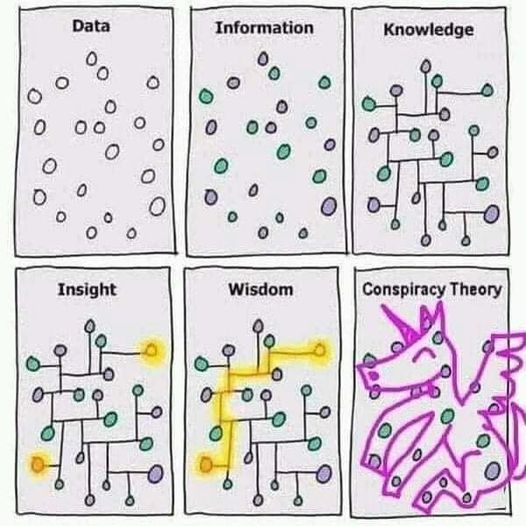 Data
Information
Knowledge
Insight
Wisdom
Conspiracy Theory